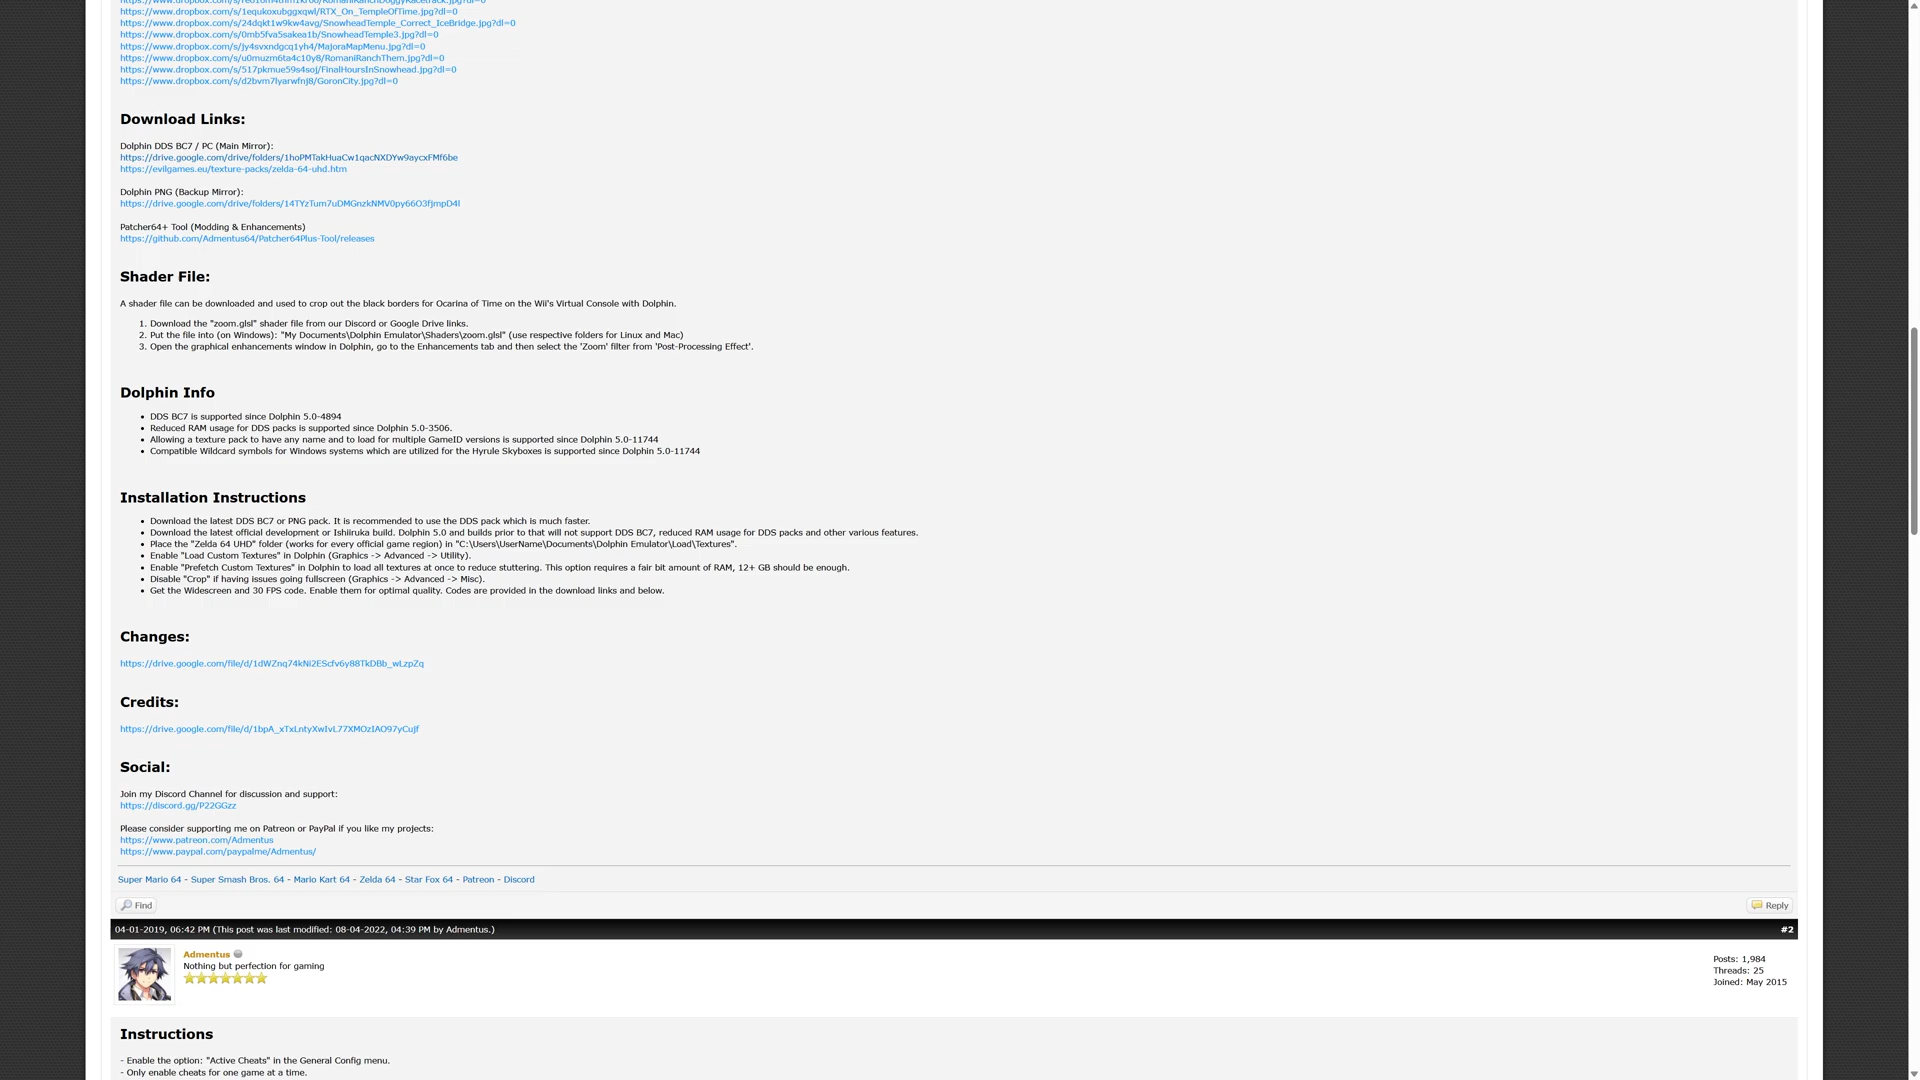 https://www.dropbox.com/s/1equkoxubggxqwl/RTX_On_TempleOfTime.jpg?dl=0
https://www.dropbox.com/s/24dqkt1w9kw4avg/SnowheadTemple_Correct_IceBridge.jpg?dl=0
https://www.dropbox.com/s/0mb5fva5sakea1b/SnowheadTemple3.jpg?dl=0
https://www.dropbox.com/s/jy4svxndgcq1yh4/MajoraMapMenu.jpg?dl=0
https://www.dropbox.com/s/u0muzm6ta4c10y8/RomaniRanchThem.jpg?dl=0
https://www.dropbox.com/s/517pkmue59s4soj/FinalHoursInSnowhead.jpg?dl=0
https://www.dropbox.com/s/d2bvm7lyarwfnj8/GoronCity.jpg?dl=0
Download Links:
Dolphin DDS BC7 / PC (Main Mirror):
https://drive.google.com/drive/folders/1hoPMTakHuaCw1qacNXDYw9aycxFMf6be
https://evilgames.eu/texture-packs/zelda-64-uhd.htm
Dolphin PNG (Backup Mirror):
https://drive.google.com/drive/folders/14TYzTum7uDMGnzkNMV0py66O3fjmpD4l
Patcher64+ Tool (Modding & Enhancements)
https://github.com/Admentus64/Patcher64Plus-Tool/releases
Shader File:
A shader file can be downloaded and used to crop out the black borders for Ocarina of Time on the Wii's Virtual Console with Dolphin.
1. Download the "zoom.glsl" shader file from our Discord or Google Drive links.
2. Put the file into (on Windows): "My Documents\Dolphin Emulator\Shaders\zoom.glsl" (use respective folders for Linux and Mac)
3. Open the graphical enhancements window in Dolphin, go to the Enhancements tab and then select the 'Zoom' filter from 'Post-Processing Effect'.
Dolphin Info
• DDS BC7 is supported since Dolphin 5.0-4894
• Reduced RAM usage for DDS packs is supported since Dolphin 5.0-3506.
• Allowing a texture pack to have any name and to load for multiple GameID versions is supported since Dolphin 5.0-11744
• Compatible Wildcard symbols for Windows systems which are utilized for the Hyrule Skyboxes is supported since Dolphin 5.0-11744
Installation Instructions
• Download the latest DDS BC7 or PNG pack. It is recommended to use the DDS pack which is much faster.
• Download the latest official development or Ishiiruka build. Dolphin 5.0 and builds prior to that will not support DDS BC7, reduced RAM usage for DDS packs and other various features.
• Place the "Zelda 64 UHD" folder (works for every official game region) in "C:\Users\UserName\Documents\Dolphin Emulator\Load\Textures".
• Enable "Load Custom Textures" in Dolphin (Graphics -> Advanced -> Utility).
• Enable "Prefetch Custom Textures" in Dolphin to load all textures at once to reduce stuttering. This option requires a fair bit amount of RAM, 12+ GB should be enough.
• Disable "Crop" if having issues going fullscreen (Graphics -> Advanced -> Misc).
• Get the Widescreen and 30 FPS code. Enable them for optimal quality. Codes are provided in the download links and below.
Changes:
https://drive.google.com/file/d/1dWZnq74kNi2EScfv6y88TkDBb_wLzpZq
Credits:
https://drive.google.com/file/d/1bpA_xTxLntyXwIvL77XMOzIAO97yCujf
Social:
Join my Discord Channel for discussion and support:
https://discord.gg/P22GGzz
Please consider supporting me on Patreon or PayPal if you like my projects:
https://www.patreon.com/Admentus
https://www.paypal.com/paypalme/Admentus/
Super Mario 64 - Super Smash Bros. 64 - Mario Kart 64 - Zelda 64 - Star Fox 64 - Patreon - Discord
Find
Reply
04-01-2019, 06:42 PM (This post was last modified: 08-04-2022, 04:39 PM by Admentus.)
#2
Admentus
Nothing but perfection for gaming
Posts: 1,984
Threads: 25
Joined: May 2015
Instructions
- Enable the option: "Active Cheats" in the General Config menu.
- Only enable cheats for one game at a time.